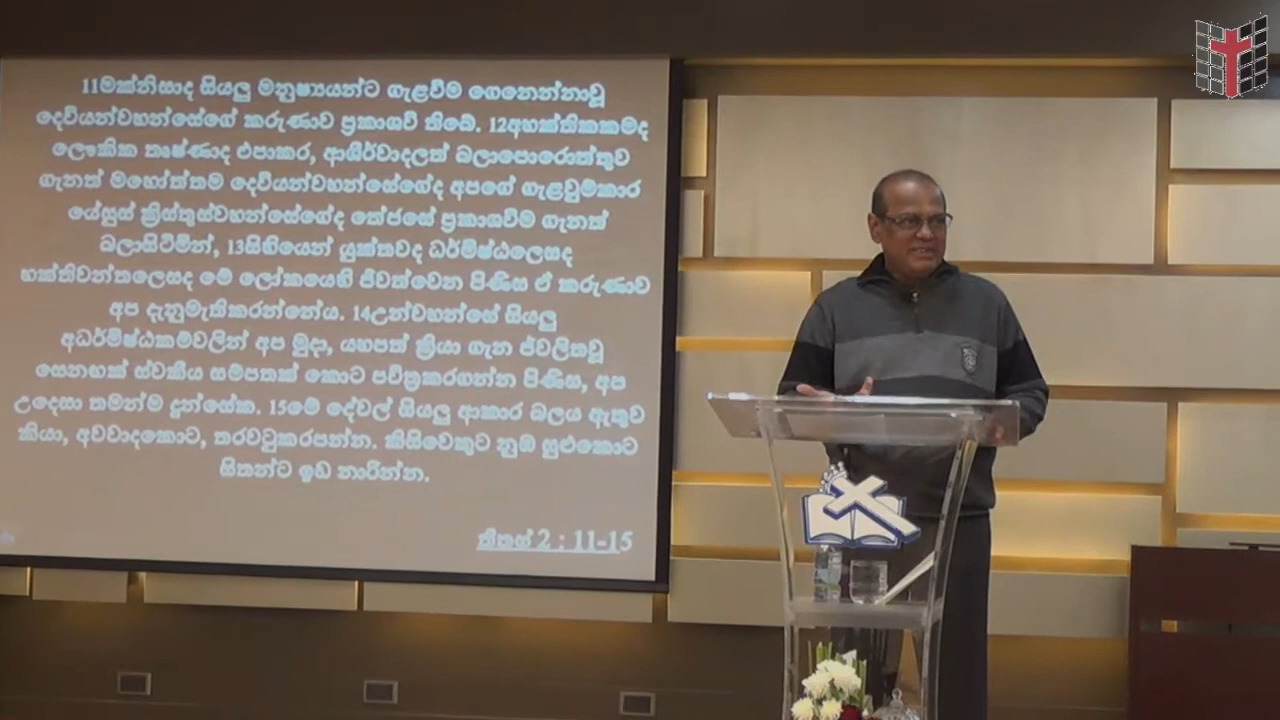 11මක්නිසාද සියලු මනුෂ්‍යයන්ට ගැළවීම ගෙනෙන්නාවූ
දෙවියන්වහන්සේගේ කරුණාව ප්‍රකාශවී තිබේ. 12අභක්තිකකමද
ලෞකික තෘෂ්ණාද එපාකර, ආශීර්වාදලත් බලාපොරොත්තුව
ගැනත් මහෝත්තම දෙවියන්වහන්සේගේද අපගේ ගැළවුම්කාර
යේසුස් ක්‍රිස්තුස්වහන්සේගේද තේජසේ ප්‍රකාශවීම ගැනත්
බලාසිටිමින්, 13සිහියෙන් යුක්තවද ධර්මිෂ්ඨලෙසද
භක්තිවන්තලෙසද මේ ලෝකයෙහි ජීවත්වෙන පිණිස ඒ කරුණාව
අප දැනුමැතිකරන්නේය. 14උන්වහන්සේ සියලු
අධර්මිෂ්ඨකම්වලින් අප මුදා, යහපත් ක්‍රියා ගැන ජ්වලිතවූ
සෙනඟක් ස්වකීය සම්පතක් කොට පවිත්‍රකරගන්න පිණිස, අප
උදෙසා තමන්ම දුන්සේක. 15මේ දේවල් සියලු ආකාර බලය ඇතුව
කියා, අවවාදකොට, තරවටුකරපන්න. කිසිවෙකුට නුඹ සුළුකොට
සිතන්ට ඉඩ නාරින්න.
තීතස් 2 : 11-15